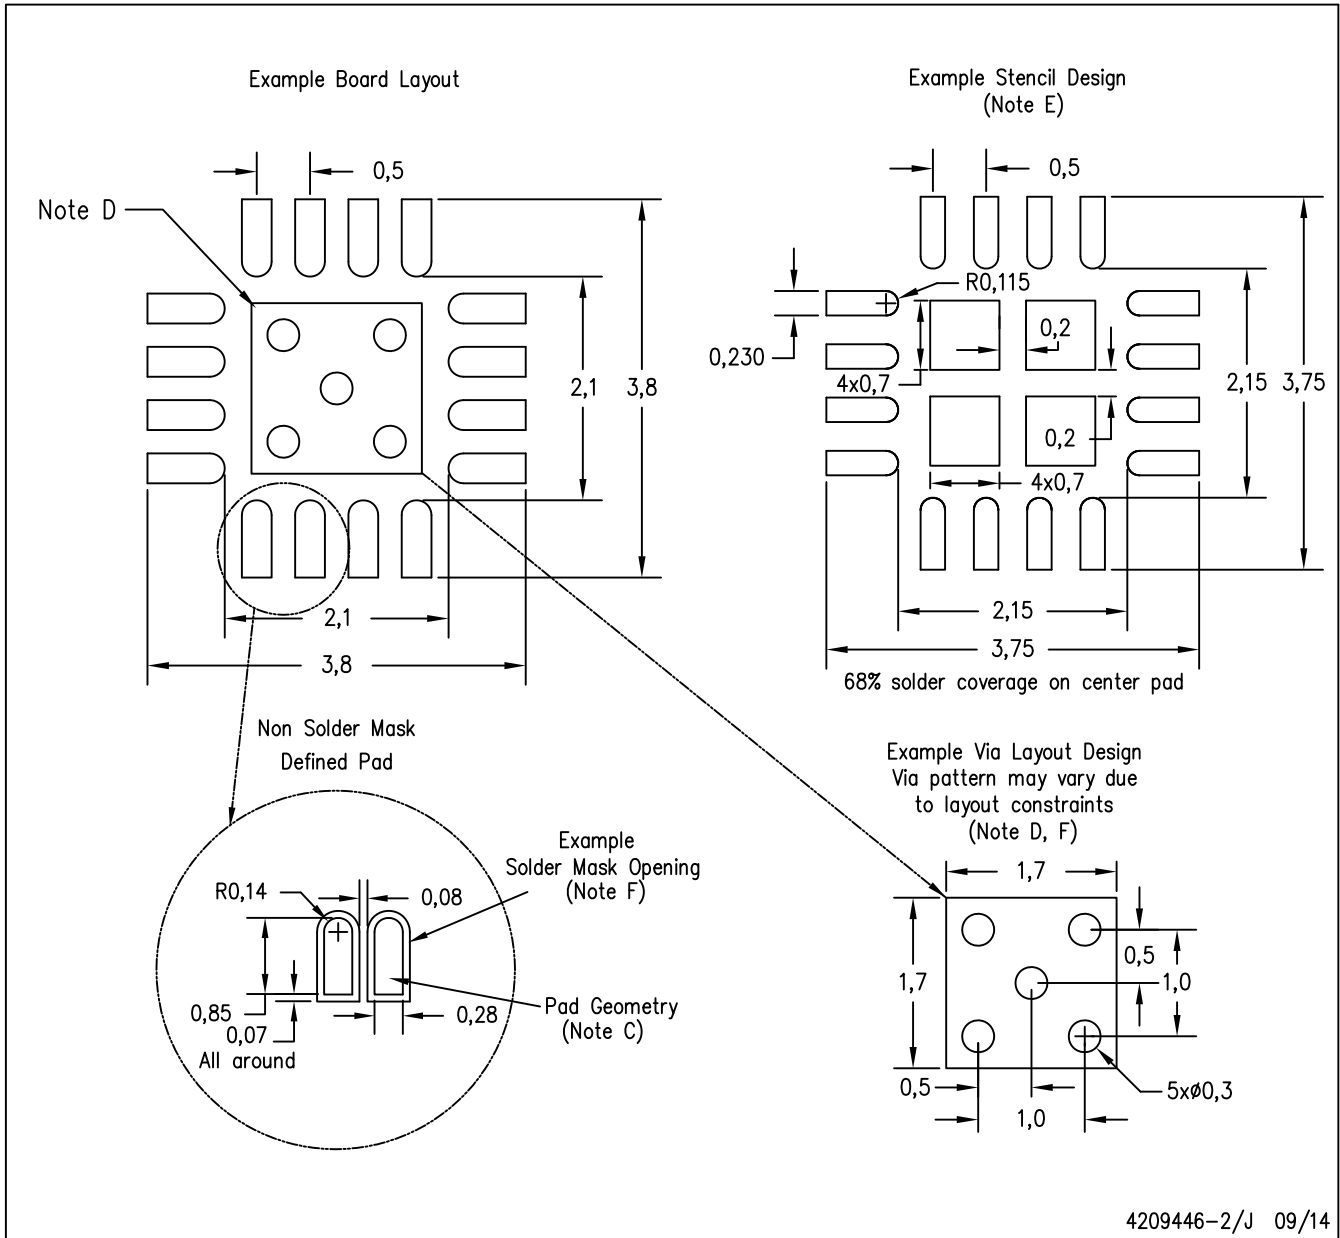 Example Board Layout
0,5
Note D
2,1
3,8
2,1
3,8
Example Stencil Design
(Note E)
0,5
R0,115
0,230
0,2
4x0,7
0,2
4x0,7
2,15
3,75
2,15
3,75
68% solder coverage on center pad
Non Solder Mask
Defined Pad
Example
Solder Mask Opening
(Note F)
R0,14
0,08
0,85
0,07
All around
0,28
Pad Geometry
(Note C)
Example Via Layout Design
Via pattern may vary due
to layout constraints
(Note D, F)
1,7
1,7
0,5
1,0
0,5
1,0
5xø0,3
4209446-2/J 09/14